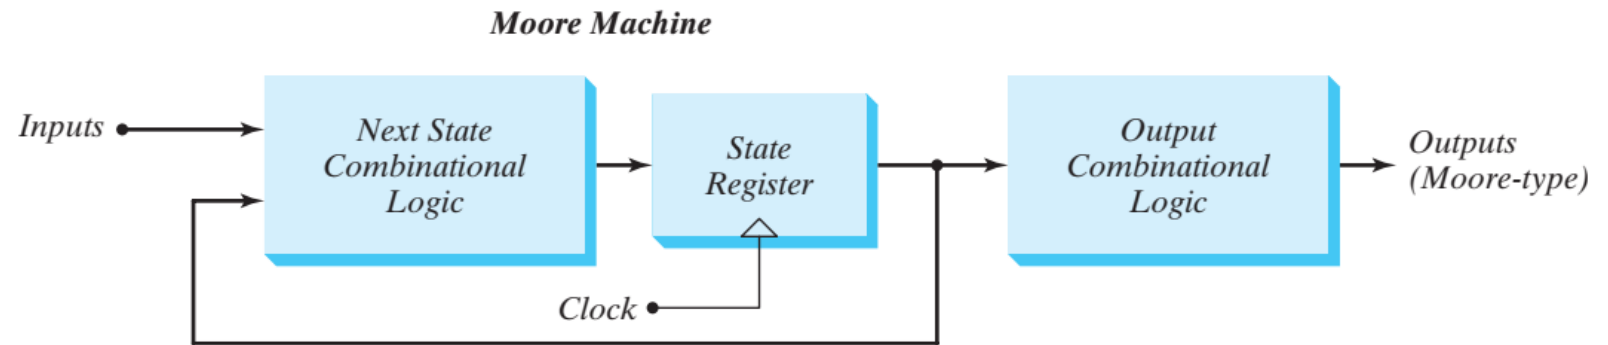 Moore Machine
Inputs
Next State
Combinational
Logic
State
Register
Clock
Output
Combinational
Logic
Outputs
(Moore-type)